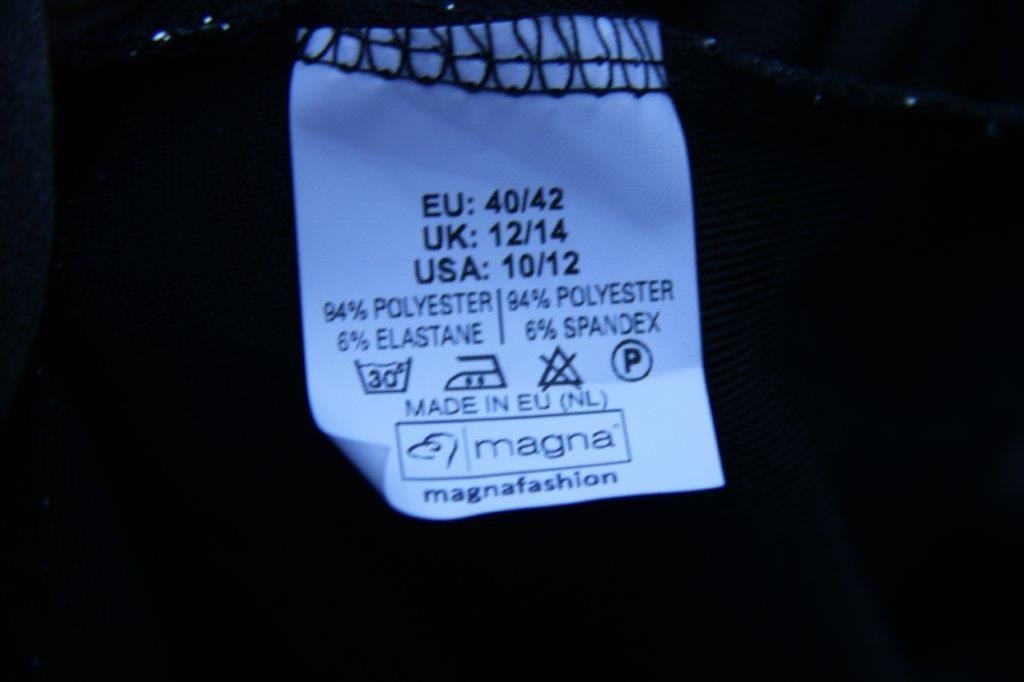 EU: 40/42
UK: 12/14
USA: 10/12
94% POLYESTER | 94% POLYESTER
6% ELASTANE | 6% SPANDEX
30° P
MADE IN EU (NL)
magna
magnafashion